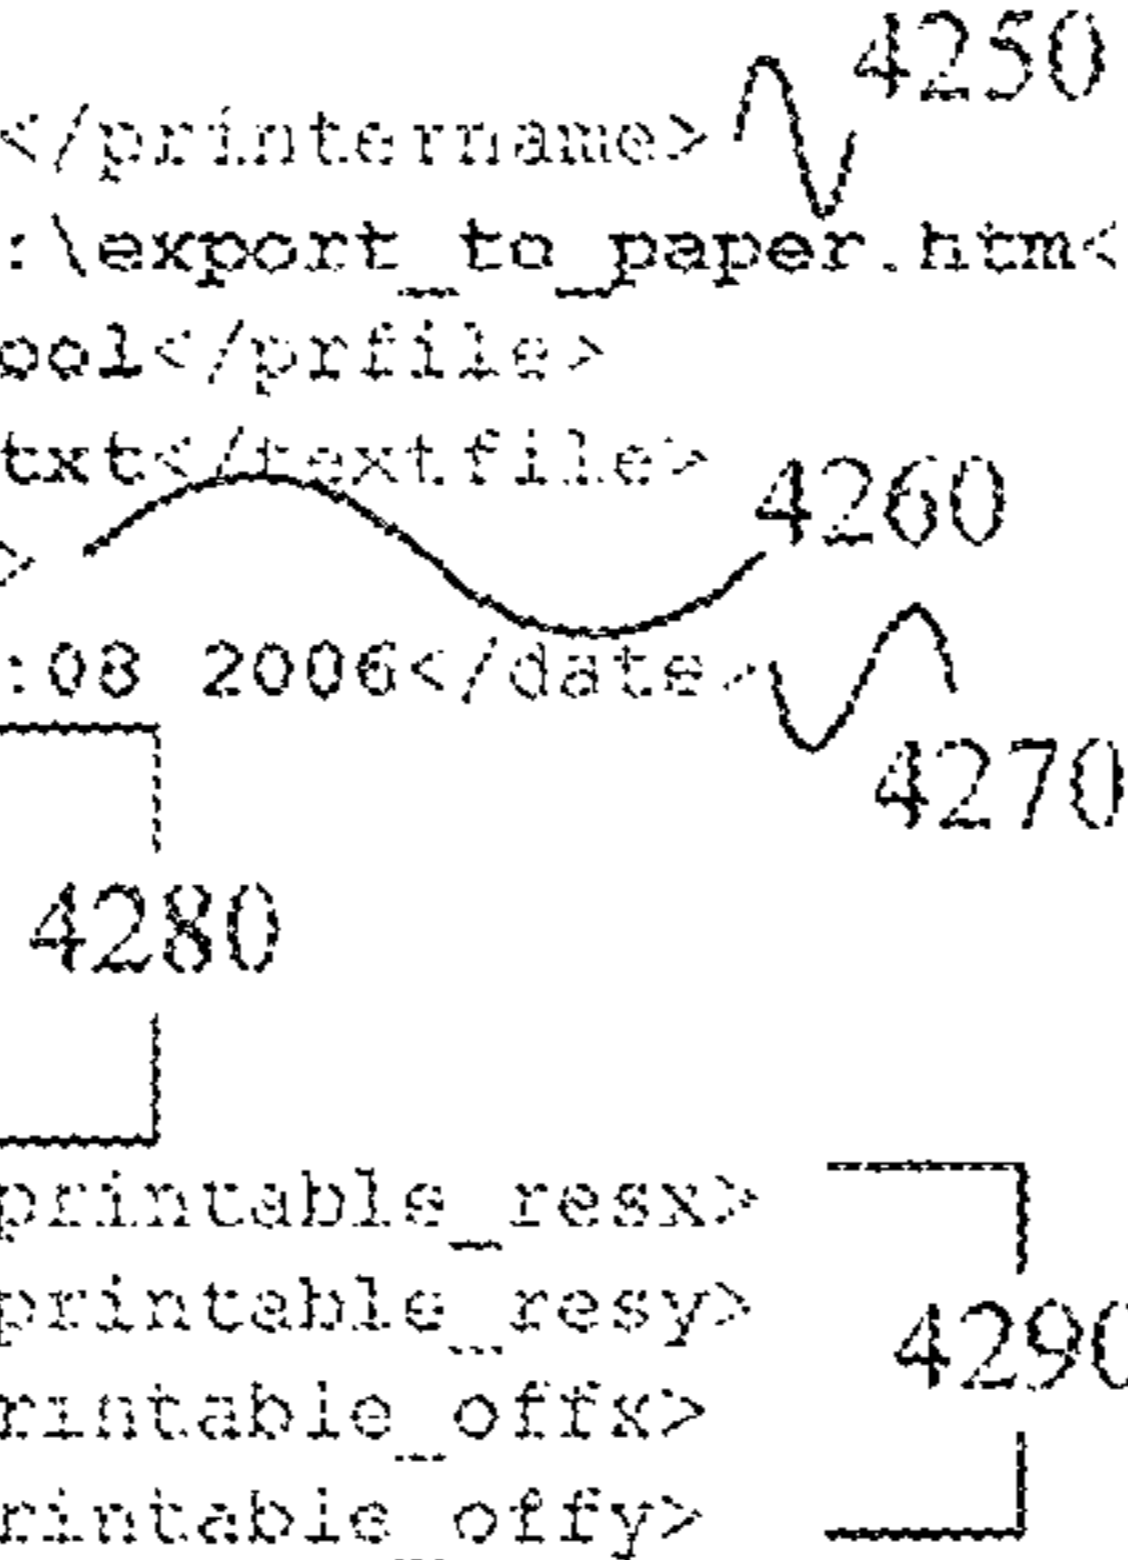 4250
</printername>
:\export_to_paper.htm<
ool</prfile>
txt</textfile>
4260
>
:08 2006</date>
4270
4280
printable_resx>
printable_resy>
4290
rintable_offx>
rintable_offy>